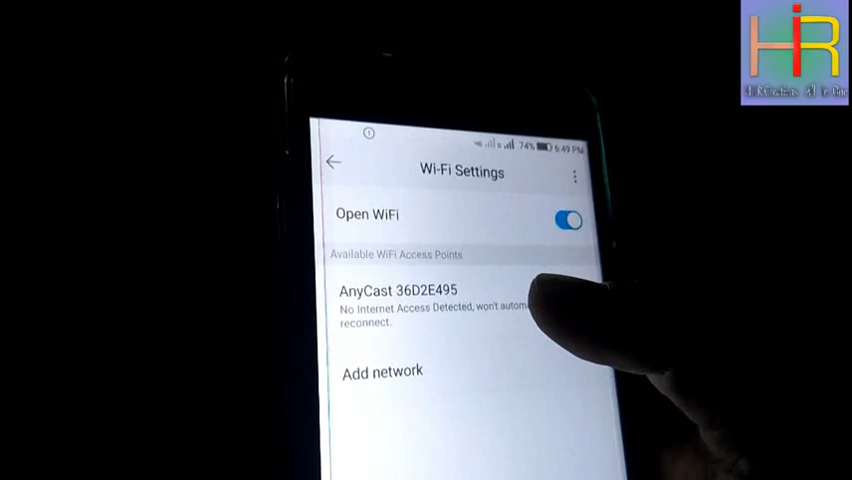 HiR
74% 6:49 PM
Wi-Fi Settings
Open WiFi
Available WiFi Access Points
AnyCast 36D2E495
No Internet Access Detected, won't autom
reconnect.
Add network